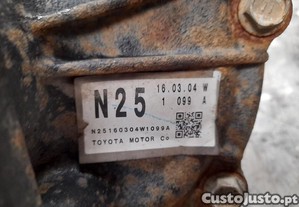 N25
16.03.04 W
1 099 A
N25160304W1099A
TOYOTA MOTOR Co
CustoJusto.pt